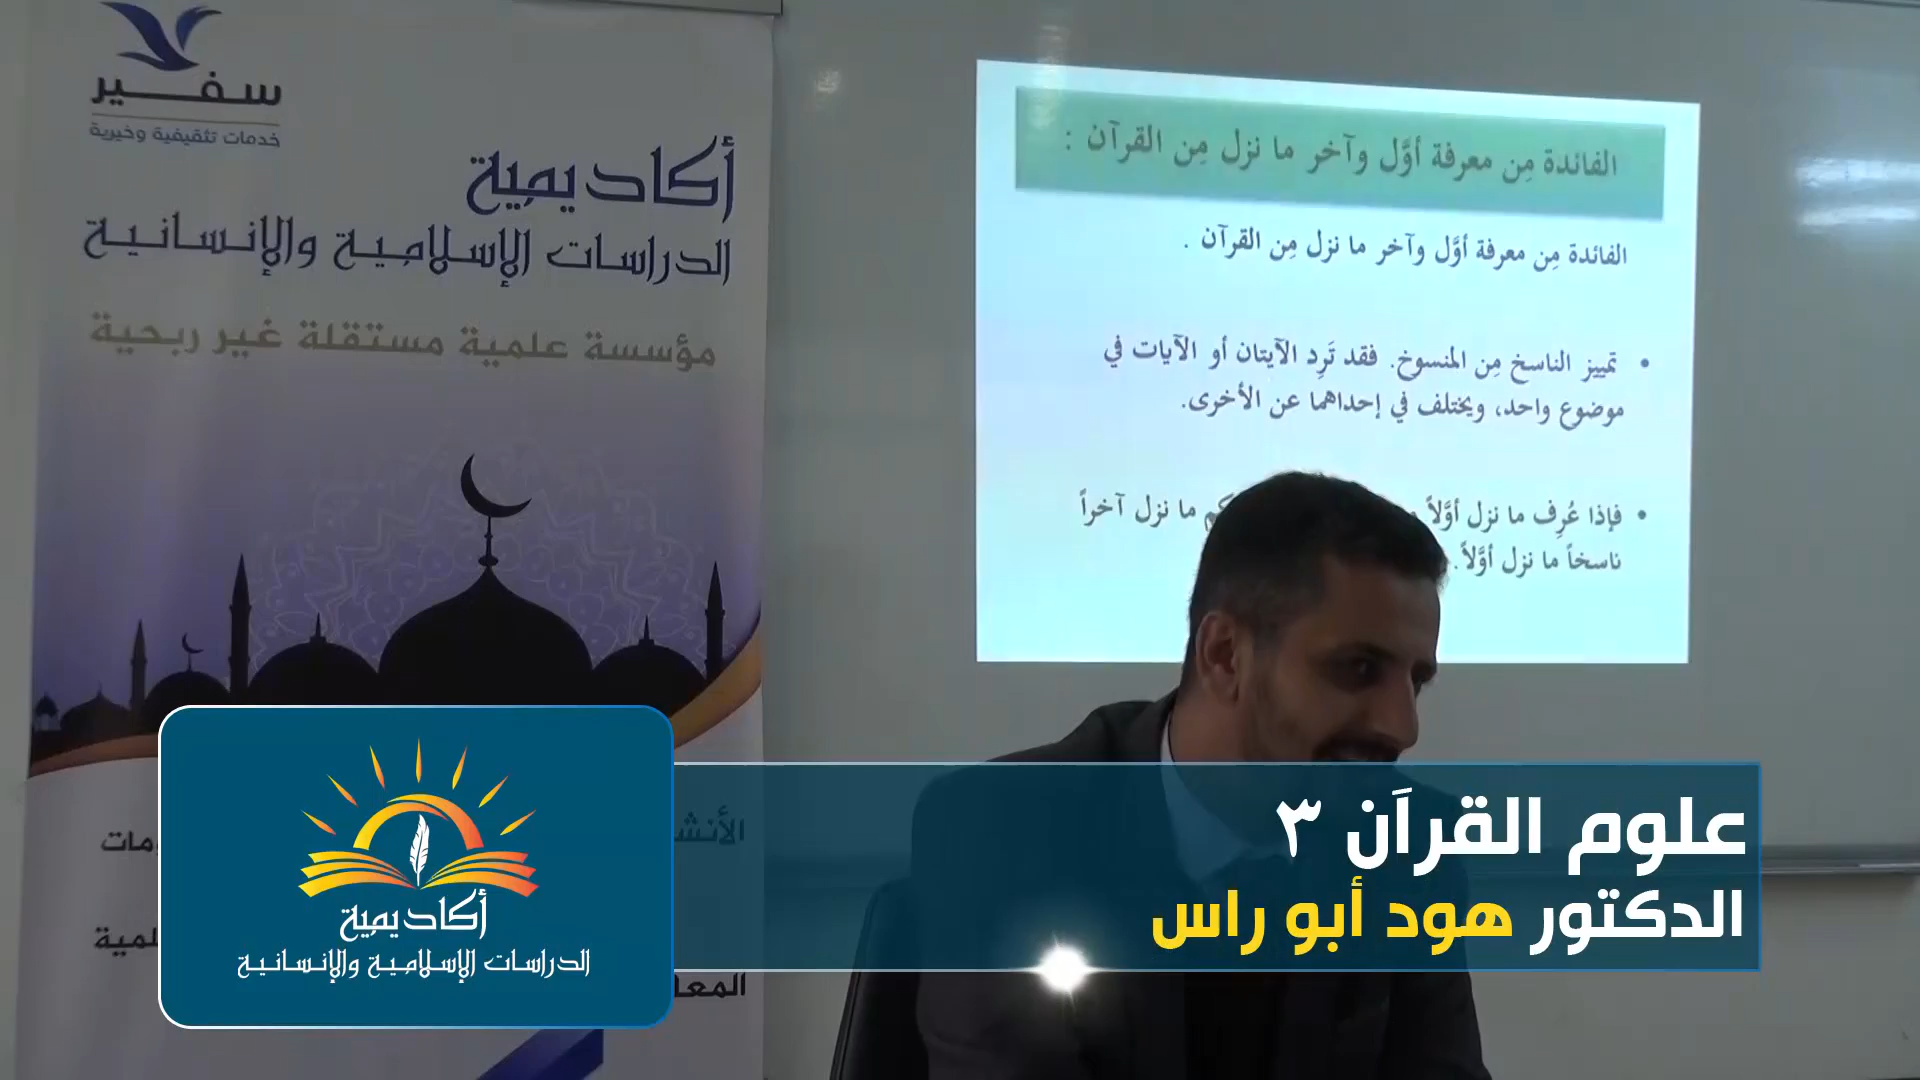 سفير
خدمات تثقيفية وخيرية
أكاديمية
الدراسات الإسلامية والإنسانية
مؤسسة علمية مستقلة غير ربحية
الفائدة مِن معرفة أوَّل وآخر ما نزل مِن القرآن :
الفائدة مِن معرفة أوَّل وآخر ما نزل مِن القرآن .
• تمييز الناسخ مِن المنسوخ. فقد تَرِد الآيتان أو الآيات في
موضوع واحد، ويختلف في إحداهما عن الأخرى.
• فإذا عُرِف ما نزل أوَّلاً ما نزل آخراً
ناسخاً ما نزل أوَّلاً.
علوم القرآن ٣
الدكتور هود أبو راس
أكاديمية
الدراسات الإسلامية والإنسانية